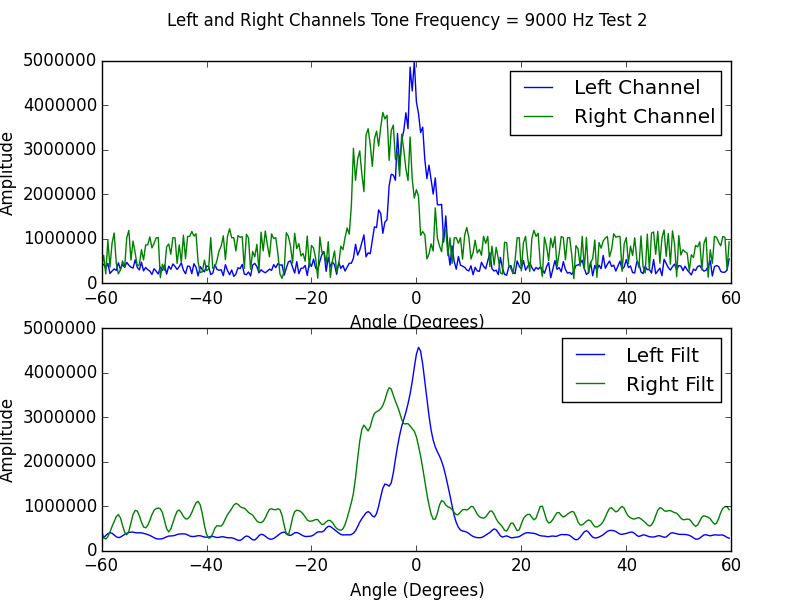 Left and Right Channels Tone Frequency = 9000 Hz Test 2
5000000
4000000
3000000
2000000
1000000
0
Amplitude
Left Channel
Right Channel
−60 −40 −20 0 20 40 60
Angle (Degrees)
5000000
4000000
3000000
2000000
1000000
0
Amplitude
Left Filt
Right Filt
−60 −40 −20 0 20 40 60
Angle (Degrees)